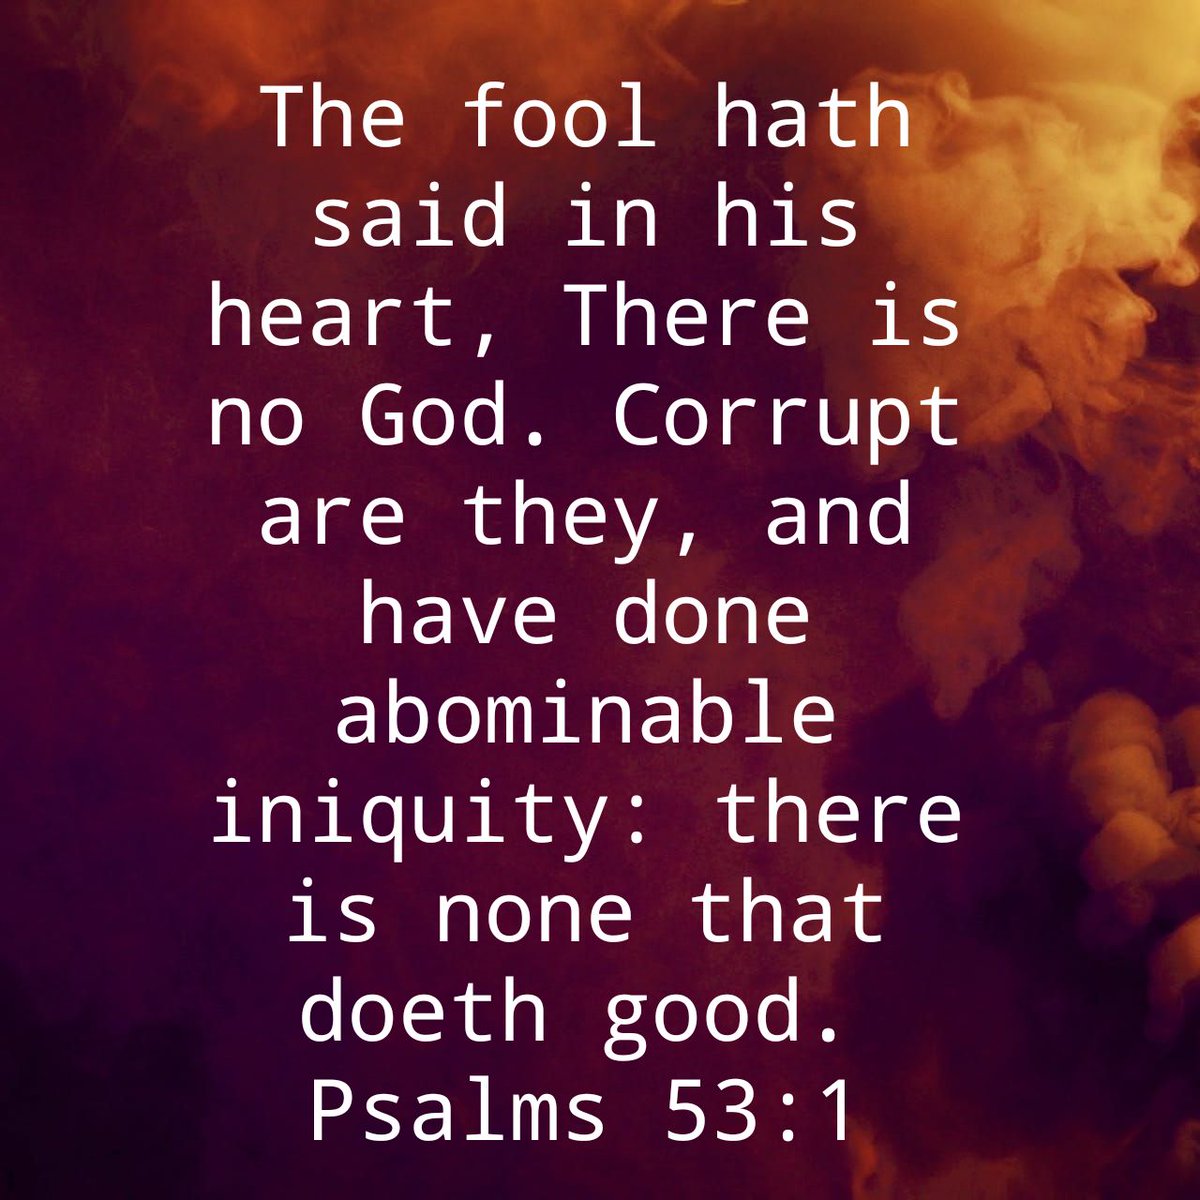 The fool hath
said in his
heart, There is
no God. Corrupt
are they, and
have done
abominable
iniquity: there
is none that
doeth good.
Psalms 53:1